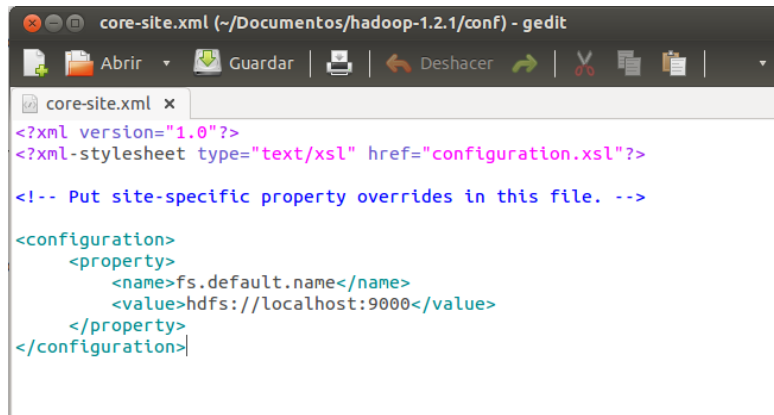 core-site.xml (~/Documentos/hadoop-1.2.1/conf) - gedit
Abrir Guardar Deshacer
core-site.xml
<?xml version="1.0"?>
<?xml-stylesheet type="text/xsl" href="configuration.xsl"?>
<!-- Put site-specific property overrides in this file. -->
<configuration>
<property>
<name>fs.default.name</name>
<value>hdfs://localhost:9000</value>
</property>
</configuration>